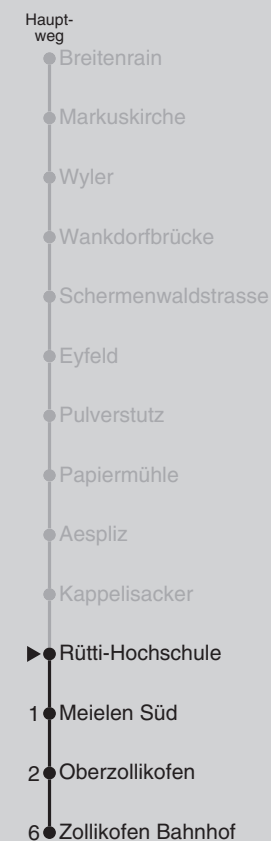 Haupt-
weg
Breitenrain
Markuskirche
Wyler
Wankdorfbrücke
Schermenwaldstrasse
Eyfeld
Pulverstutz
Papiermühle
Aespliz
Kappelisacker
Rütti-Hochschule
1 Meielen Süd
2 Oberzollikofen
6 Zollikofen Bahnhof